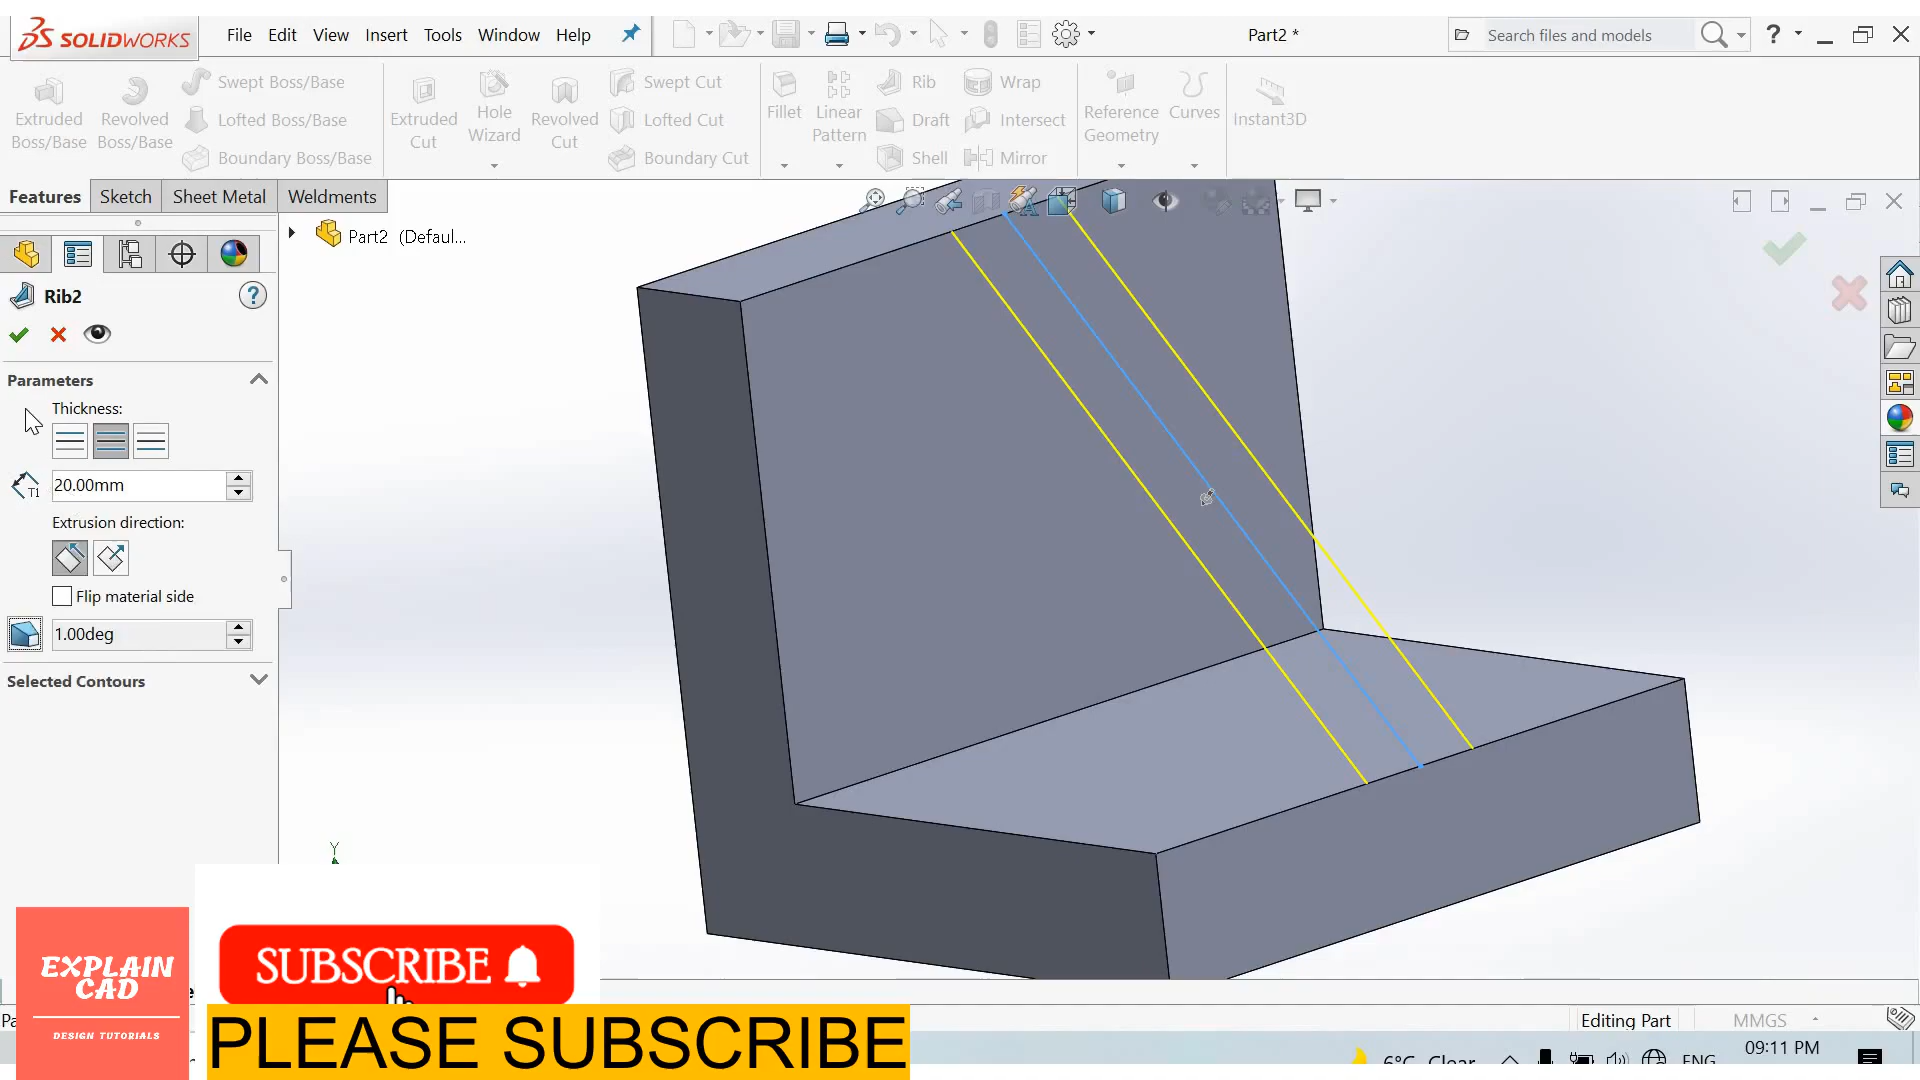 SOLIDWORKS File Edit View Insert Tools Window Help Part2 * Search files and models ?
Extruded Boss/Base
Revolved Boss/Base
Swept Boss/Base
Lofted Boss/Base
Boundary Boss/Base
Extruded Cut
Hole Wizard
Revolved Cut
Swept Cut
Lofted Cut
Boundary Cut
Fillet
Linear Pattern
Rib
Draft
Shell
Wrap
Intersect
Mirror
Reference Geometry
Curves
Instant3D
Features Sketch Sheet Metal Weldments
Part2 (Defaul...
Rib2 ?
Parameters
Thickness:
T1 20.00mm
Extrusion direction:
Flip material side
1.00deg
Selected Contours
Y
EXPLAIN
CAD
DESIGN TUTORIALS
SUBSCRIBE
PLEASE SUBSCRIBE
Editing Part MMGS
6°C Clear ENG 09:11 PM